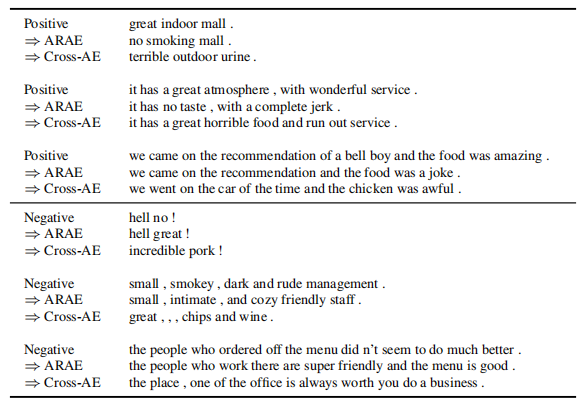 Positive great indoor mall .
⇒ ARAE no smoking mall .
⇒ Cross-AE terrible outdoor urine .
Positive it has a great atmosphere , with wonderful service .
⇒ ARAE it has no taste , with a complete jerk .
⇒ Cross-AE it has a great horrible food and run out service .
Positive we came on the recommendation of a bell boy and the food was amazing .
⇒ ARAE we came on the recommendation and the food was a joke .
⇒ Cross-AE we went on the car of the time and the chicken was awful .
Negative hell no !
⇒ ARAE hell great !
⇒ Cross-AE incredible pork !
Negative small , smokey , dark and rude management .
⇒ ARAE small , intimate , and cozy friendly staff .
⇒ Cross-AE great , , , chips and wine .
Negative the people who ordered off the menu did n't seem to do much better .
⇒ ARAE the people who work there are super friendly and the menu is good .
⇒ Cross-AE the place , one of the office is always worth you do a business .